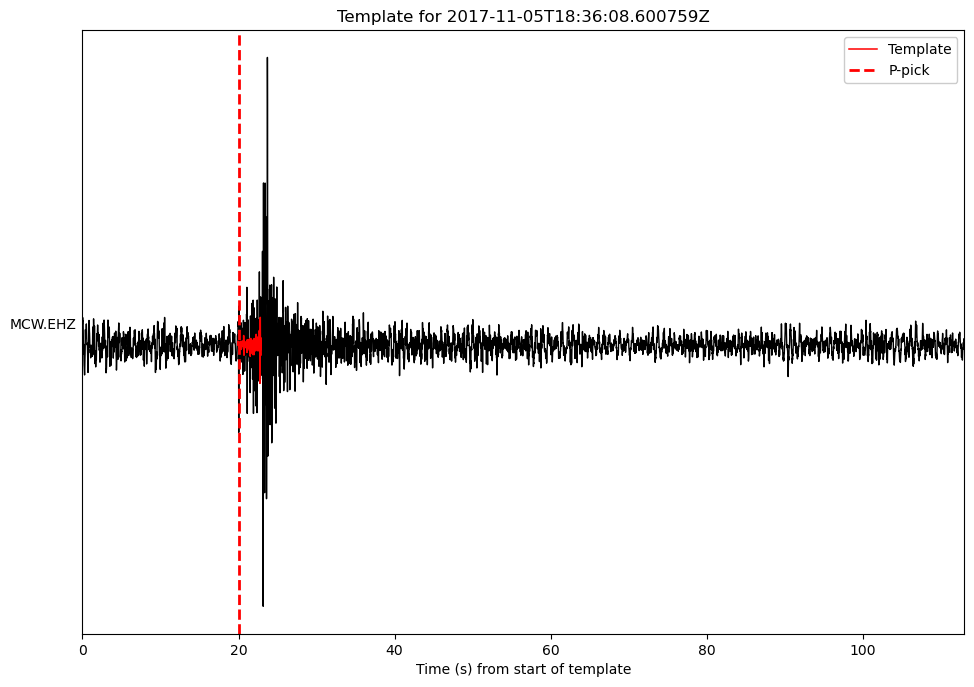 Template for 2017-11-05T18:36:08.600759Z
Template
P-pick
MCW.EHZ
0 20 40 60 80 100
Time (s) from start of template